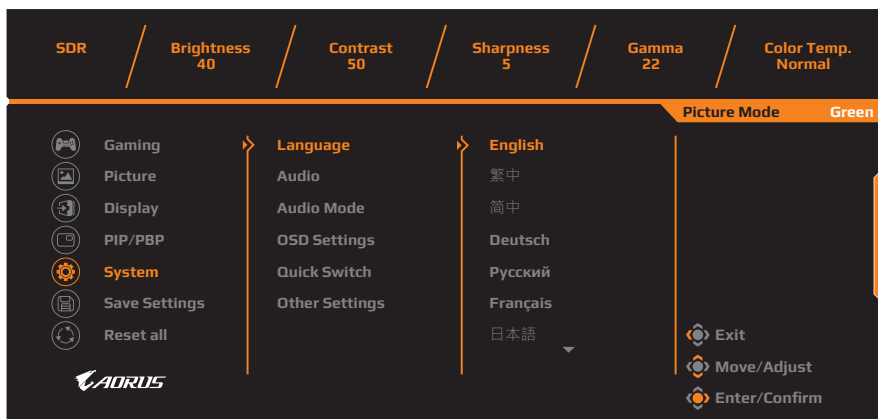 SDR
Brightness
40
Contrast
50
Sharpness
5
Gamma
22
Color Temp.
Normal
Picture Mode Green
Gaming
Picture
Display
PIP/PBP
System
Save Settings
Reset all
Language
Audio
Audio Mode
OSD Settings
Quick Switch
Other Settings
English
繁中
简中
Deutsch
Русский
Français
日本語
Exit
Move/Adjust
Enter/Confirm
AORUS